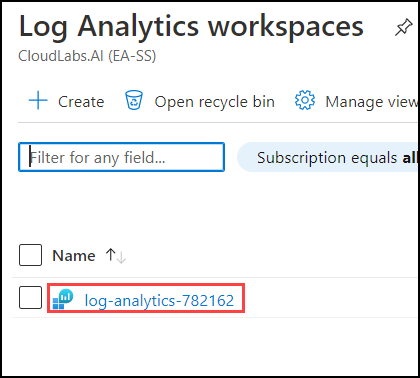 Log Analytics workspaces
CloudLabs.AI (EA-SS)
Create Open recycle bin Manage view
Filter for any field... Subscription equals all
Name
log-analytics-782162